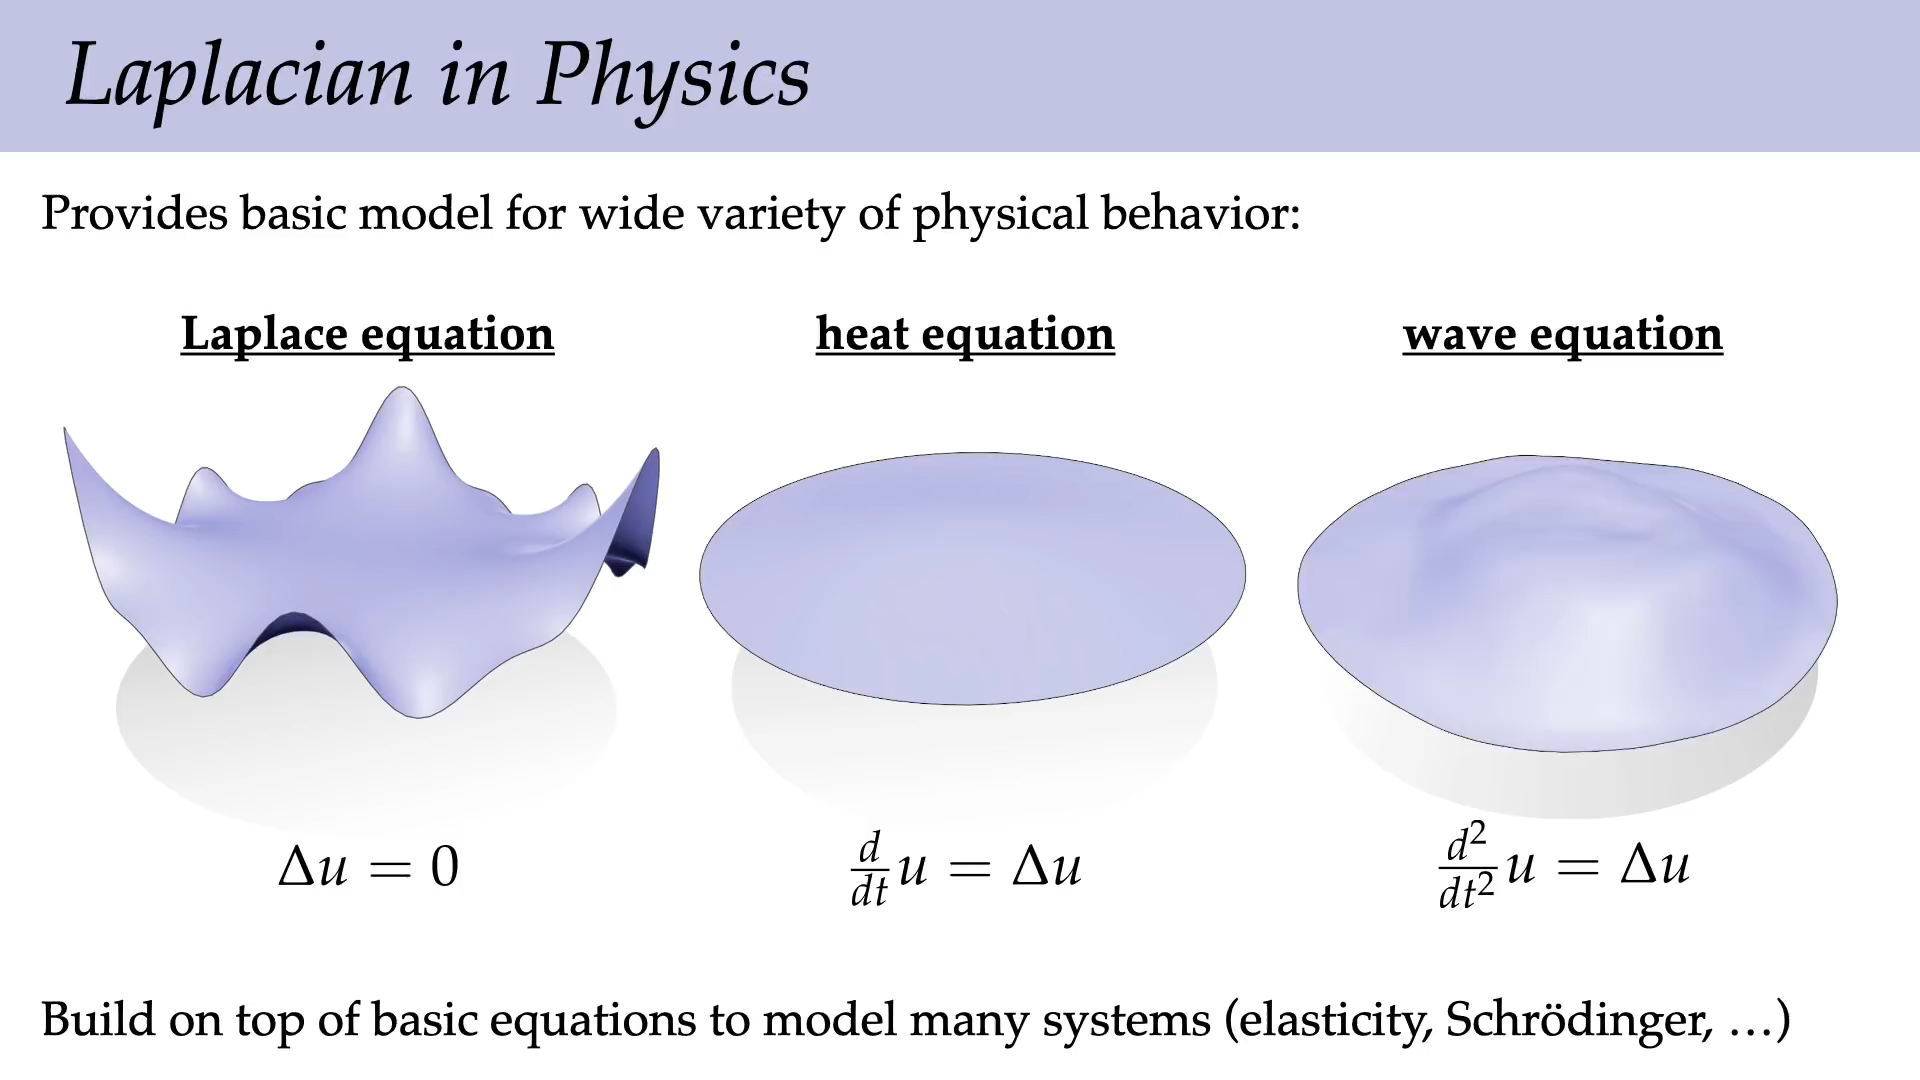 Laplacian in Physics
Provides basic model for wide variety of physical behavior:
Laplace equation
heat equation
wave equation
Δu = 0
d/dt u = Δu
d²/dt² u = Δu
Build on top of basic equations to model many systems (elasticity, Schrödinger, …)